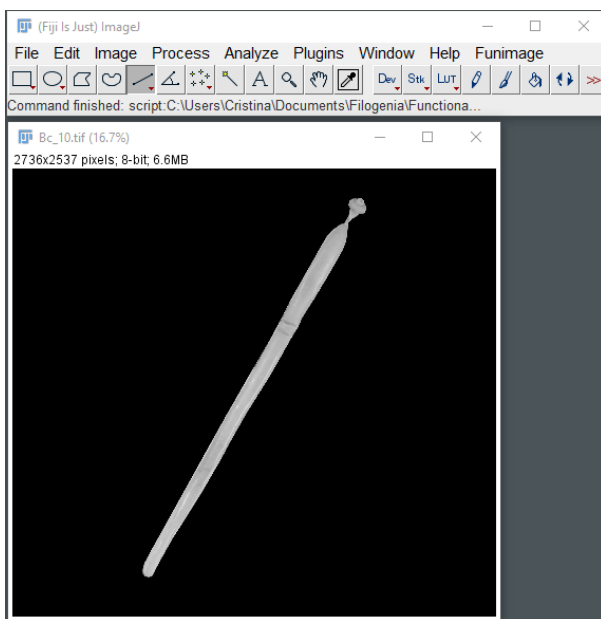 (Fiji Is Just) ImageJ
File Edit Image Process Analyze Plugins Window Help Funimage
A Dev Stk LUT >>
Command finished: script:C:\Users\Cristina\Documents\Filogenia\Functiona...
Bc_10.tif (16.7%)
2736x2537 pixels; 8-bit; 6.6MB